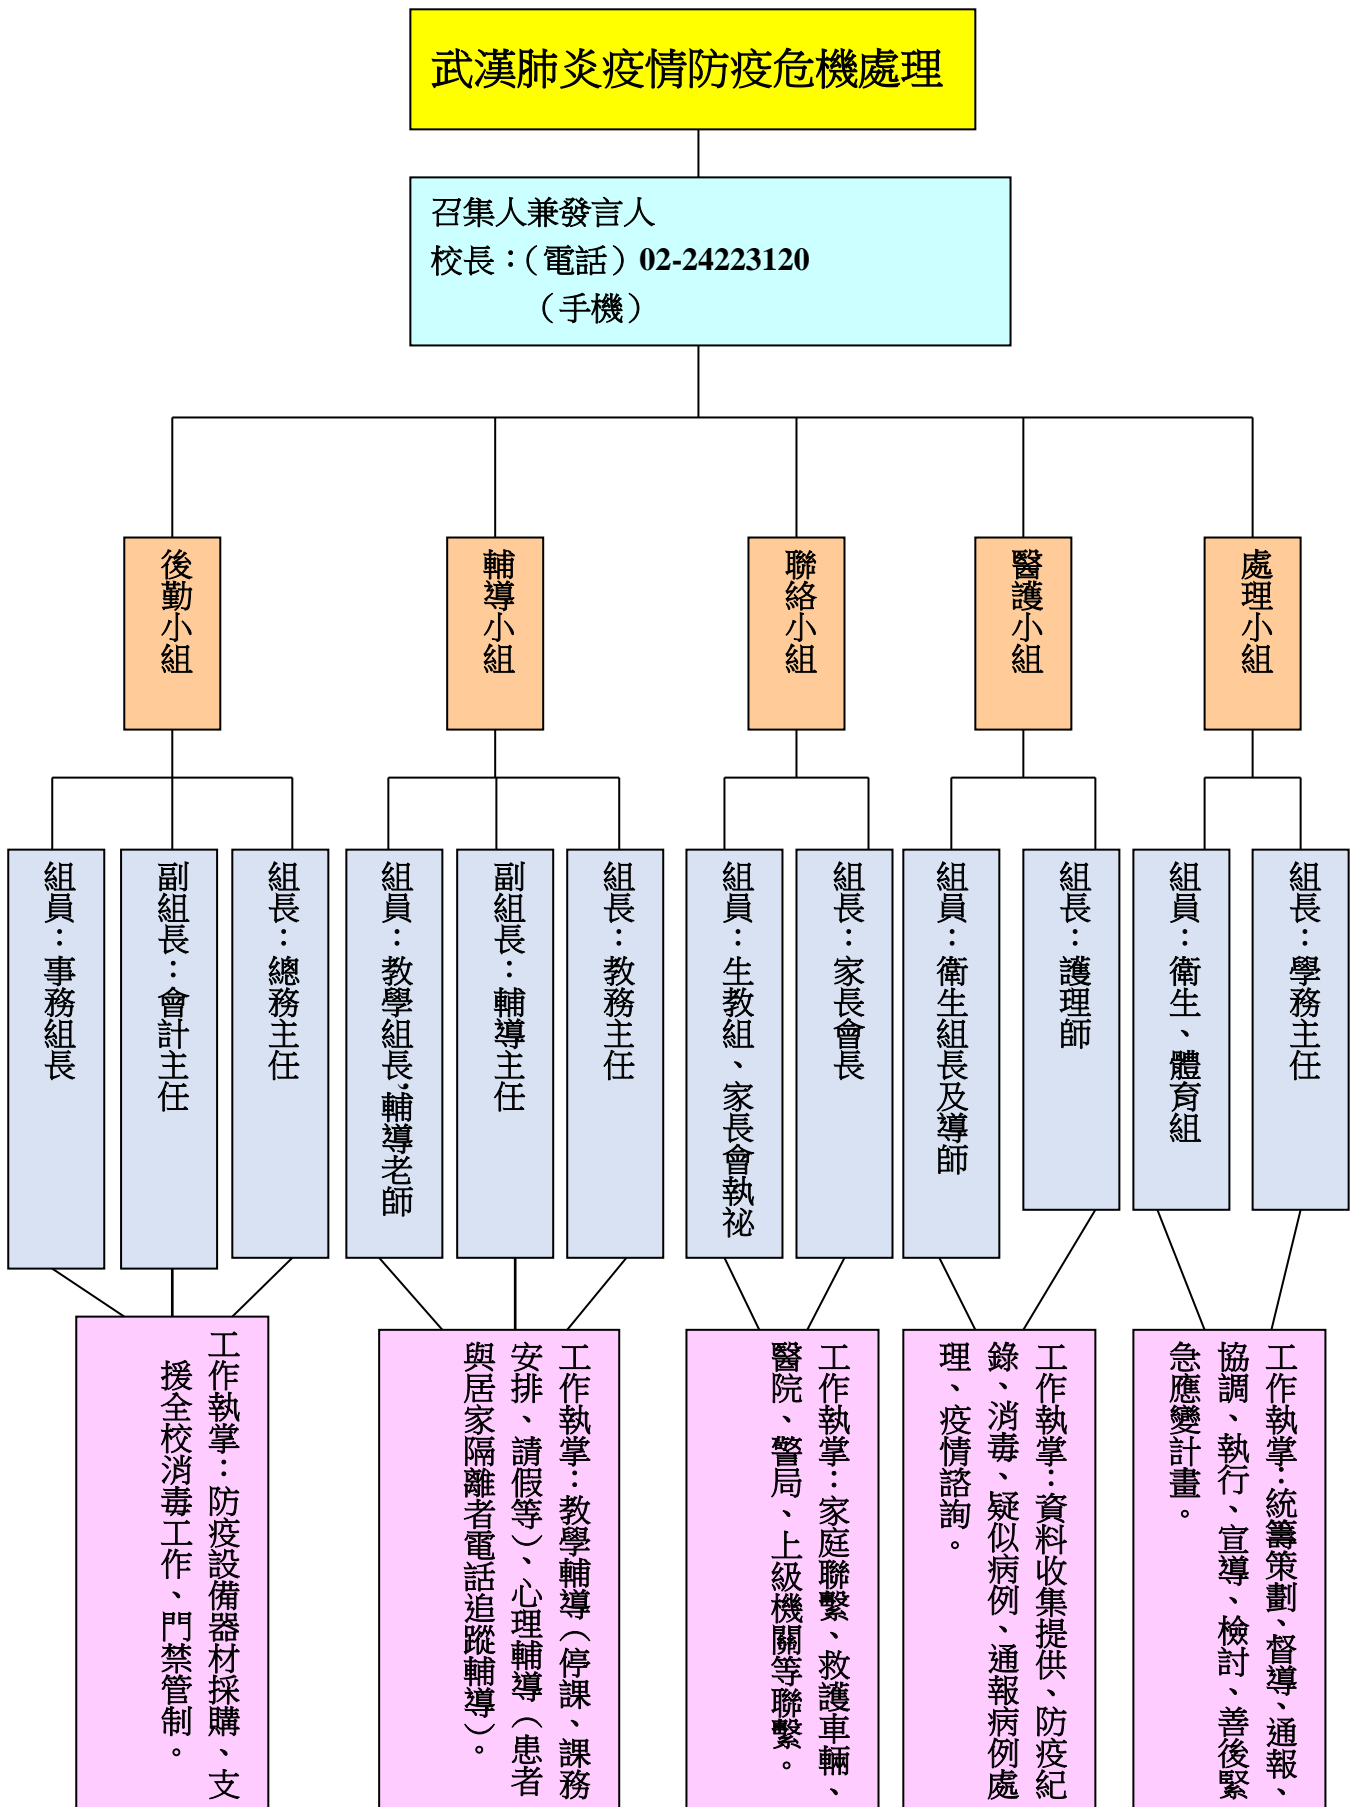 武漢肺炎疫情防疫危機處理
召集人兼發言人
校長：（電話）02-24223120
（手機）
處理小組
醫護小組
聯絡小組
輔導小組
後勤小組
組長：學務主任
組員：衛生、體育組
組長：護理師
組員：衛生組長及導師
組長：家長會長
組員：生教組、家長會執祕
組長：教務主任
副組長：輔導主任
組員：教學組長;輔導老師
組長：總務主任
副組長：會計主任
組員：事務組長
工作執掌：統籌策劃、督導、通報、
協調、執行、宣導、檢討、善後緊
急應變計畫。
工作執掌：資料收集提供、防疫紀
錄、消毒、疑似病例、通報病例處
理、疫情諮詢。
工作執掌：家庭聯繫、救護車輛、
醫院、警局、上級機關等聯繫。
工作執掌：教學輔導（停課、課務
安排、請假等）、心理輔導（患者
與居家隔離者電話追蹤輔導）。
工作執掌：防疫設備器材採購、支
援全校消毒工作、門禁管制。